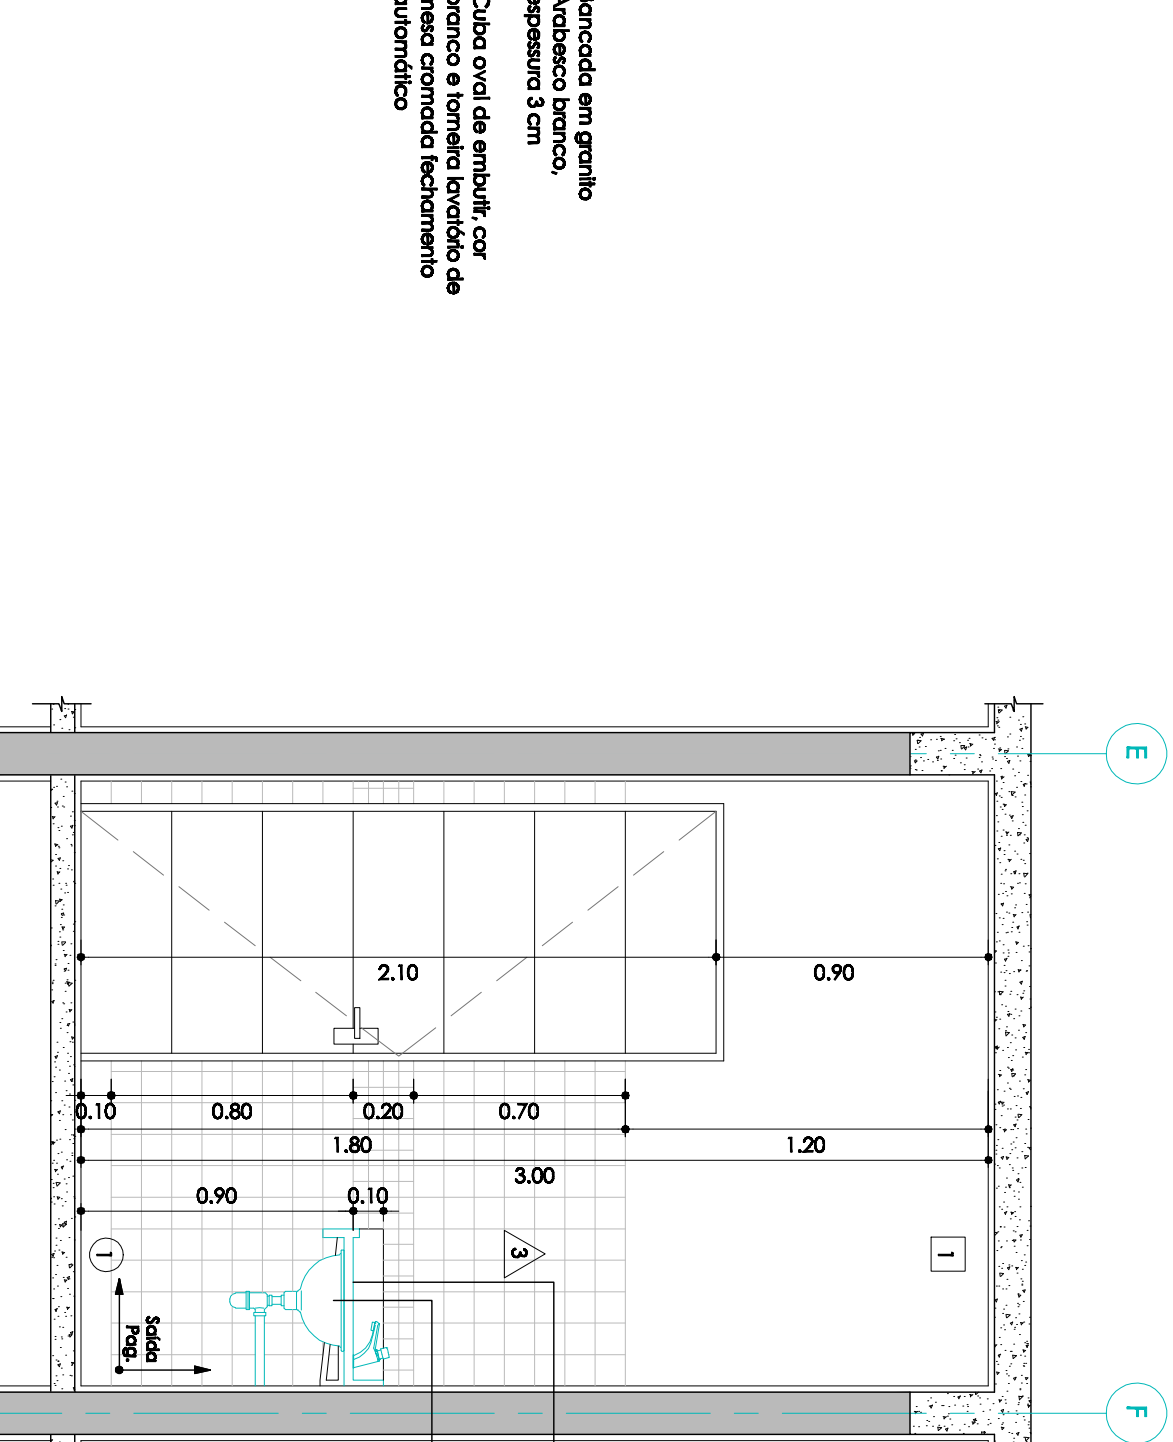 ancada em granito
Arabesco branco,
espessura 3 cm
Cuba oval de embutir, cor
branco e torneira lavatório de
mesa cromada fechamento
automático
E
2.10
0.90
0.10
0.80
0.20
0.70
1.80
1.20
3.00
0.90
0.10
1
3
1
Saída
Pag.
F